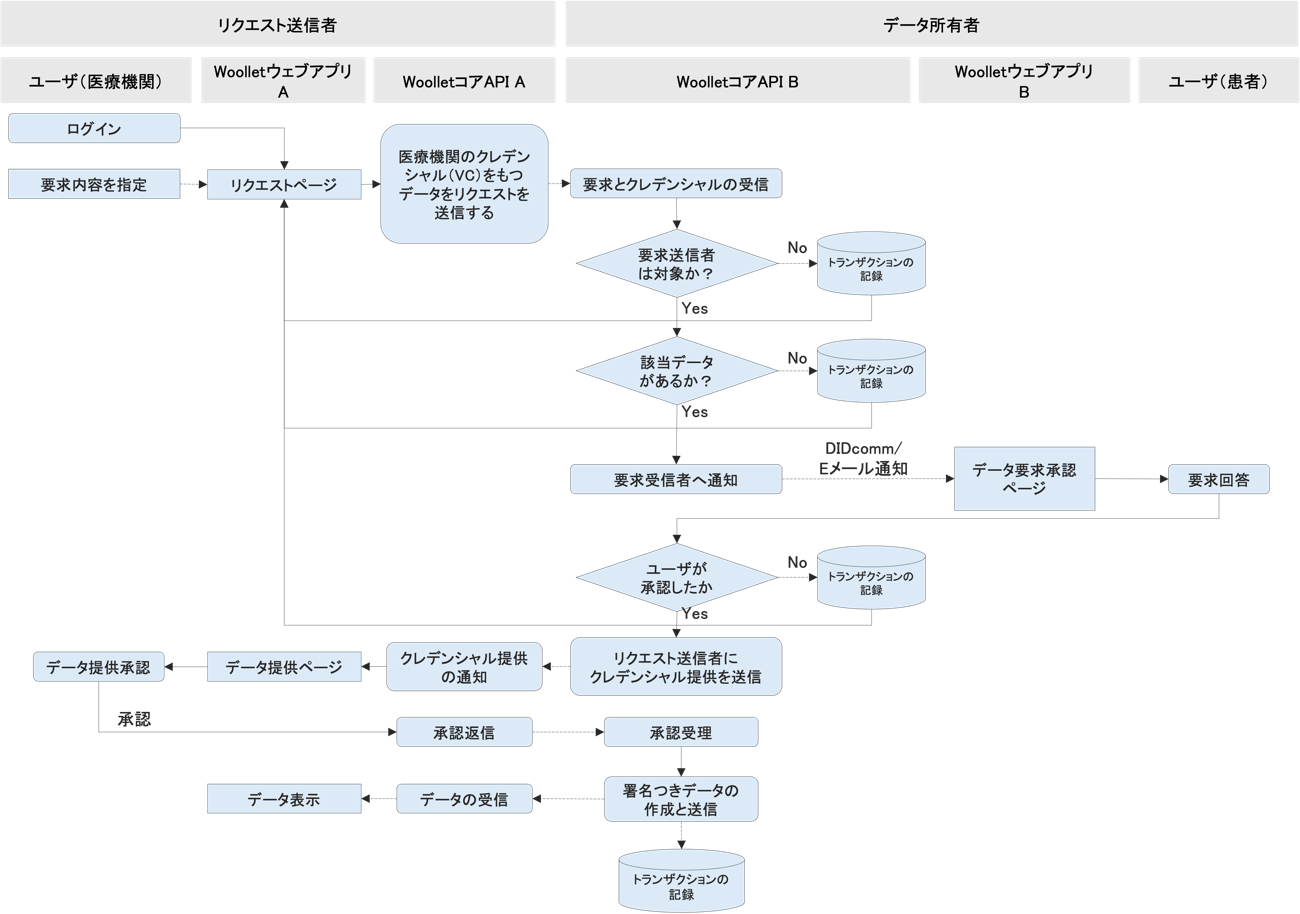 リクエスト送信者
データ所有者
ユーザ（医療機関）
Woolletウェブアプリ
A
WoolletコアAPI A
WoolletコアAPI B
Woolletウェブアプリ
B
ユーザ（患者）
ログイン
要求内容を指定
リクエストページ
医療機関のクレデン
シャル（VC）をもつ
データをリクエストを
送信する
要求とクレデンシャルの受信
要求送信者
は対象か？
No
トランザクションの
記録
Yes
該当データ
があるか？
No
トランザクションの
記録
Yes
要求受信者へ通知
DIDcomm/
Eメール通知
データ要求承認
ページ
要求回答
ユーザが
承認したか
No
トランザクションの
記録
Yes
リクエスト送信者に
クレデンシャル提供を送信
クレデンシャル提供
の通知
データ提供ページ
データ提供承認
承認
承認返信
承認受理
署名つきデータの
作成と送信
データの受信
データ表示
トランザクションの
記録